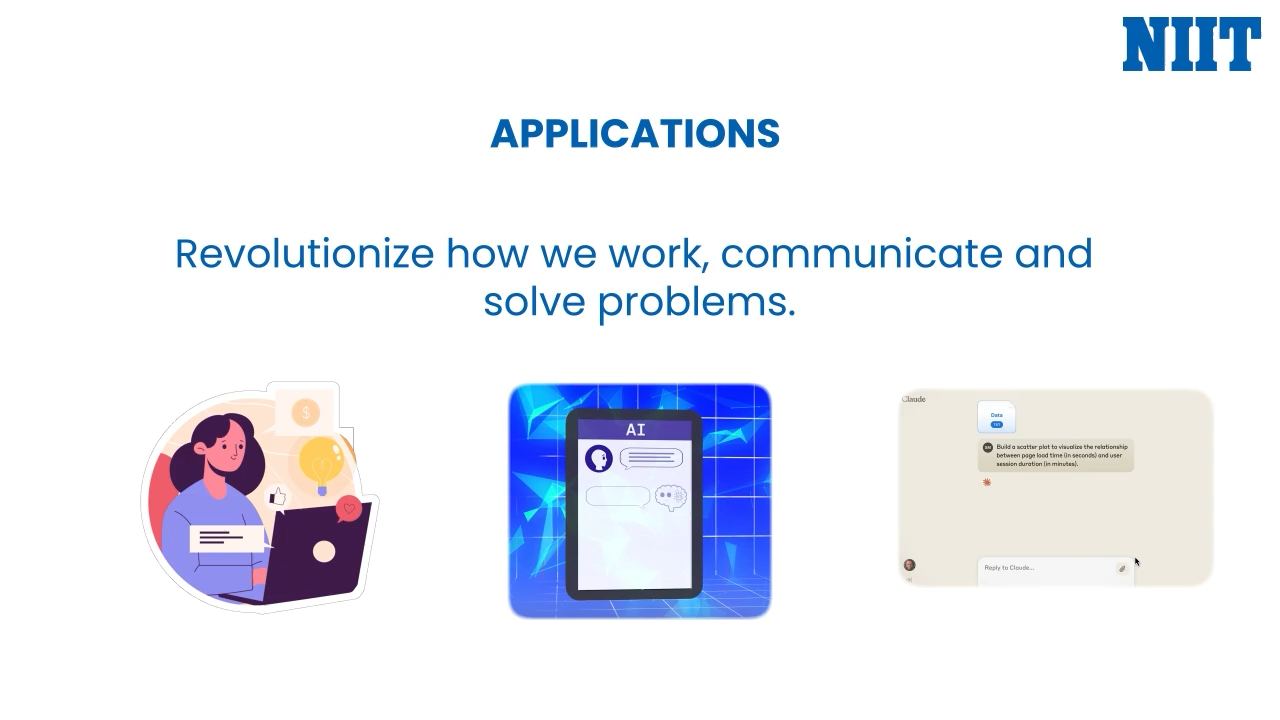 NIIT
APPLICATIONS
Revolutionize how we work, communicate and
solve problems.
$
AI
Claude
Data
TXT
Build a scatter plot to visualize the relationship
between page load time (in seconds) and user
session duration (in minutes).
Reply to Claude...